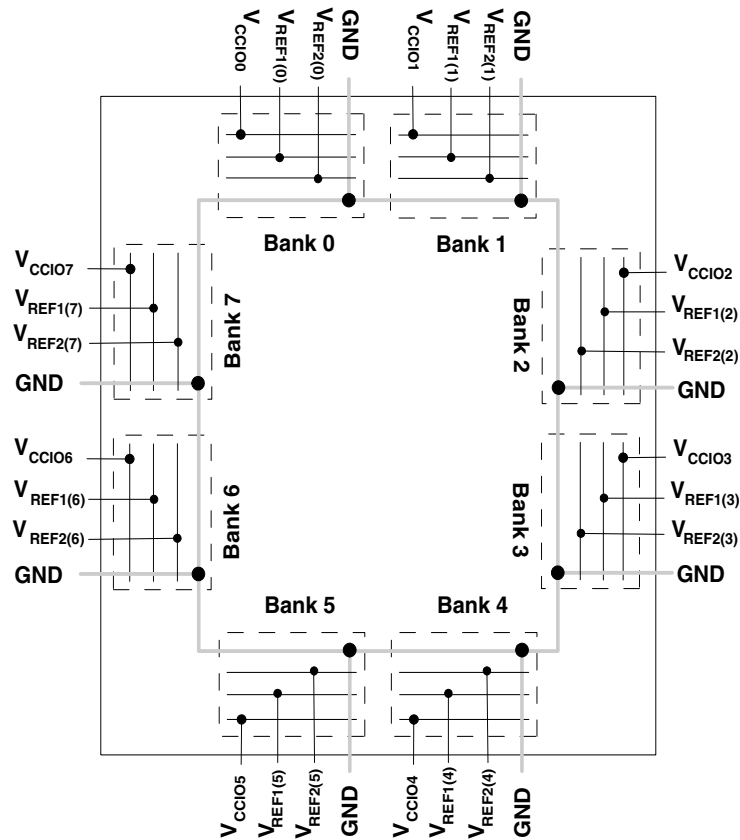 VCCIO0
VREF1(0)
VREF2(0)
GND
VCCIO1
VREF1(1)
VREF2(1)
GND
Bank 0
Bank 1
VCCIO7
VREF1(7)
VREF2(7)
GND
Bank 7
Bank 2
VCCIO2
VREF1(2)
VREF2(2)
GND
VCCIO6
VREF1(6)
VREF2(6)
GND
Bank 6
Bank 3
VCCIO3
VREF1(3)
VREF2(3)
GND
Bank 5
Bank 4
VCCIO5
VREF1(5)
VREF2(5)
GND
VCCIO4
VREF1(4)
VREF2(4)
GND